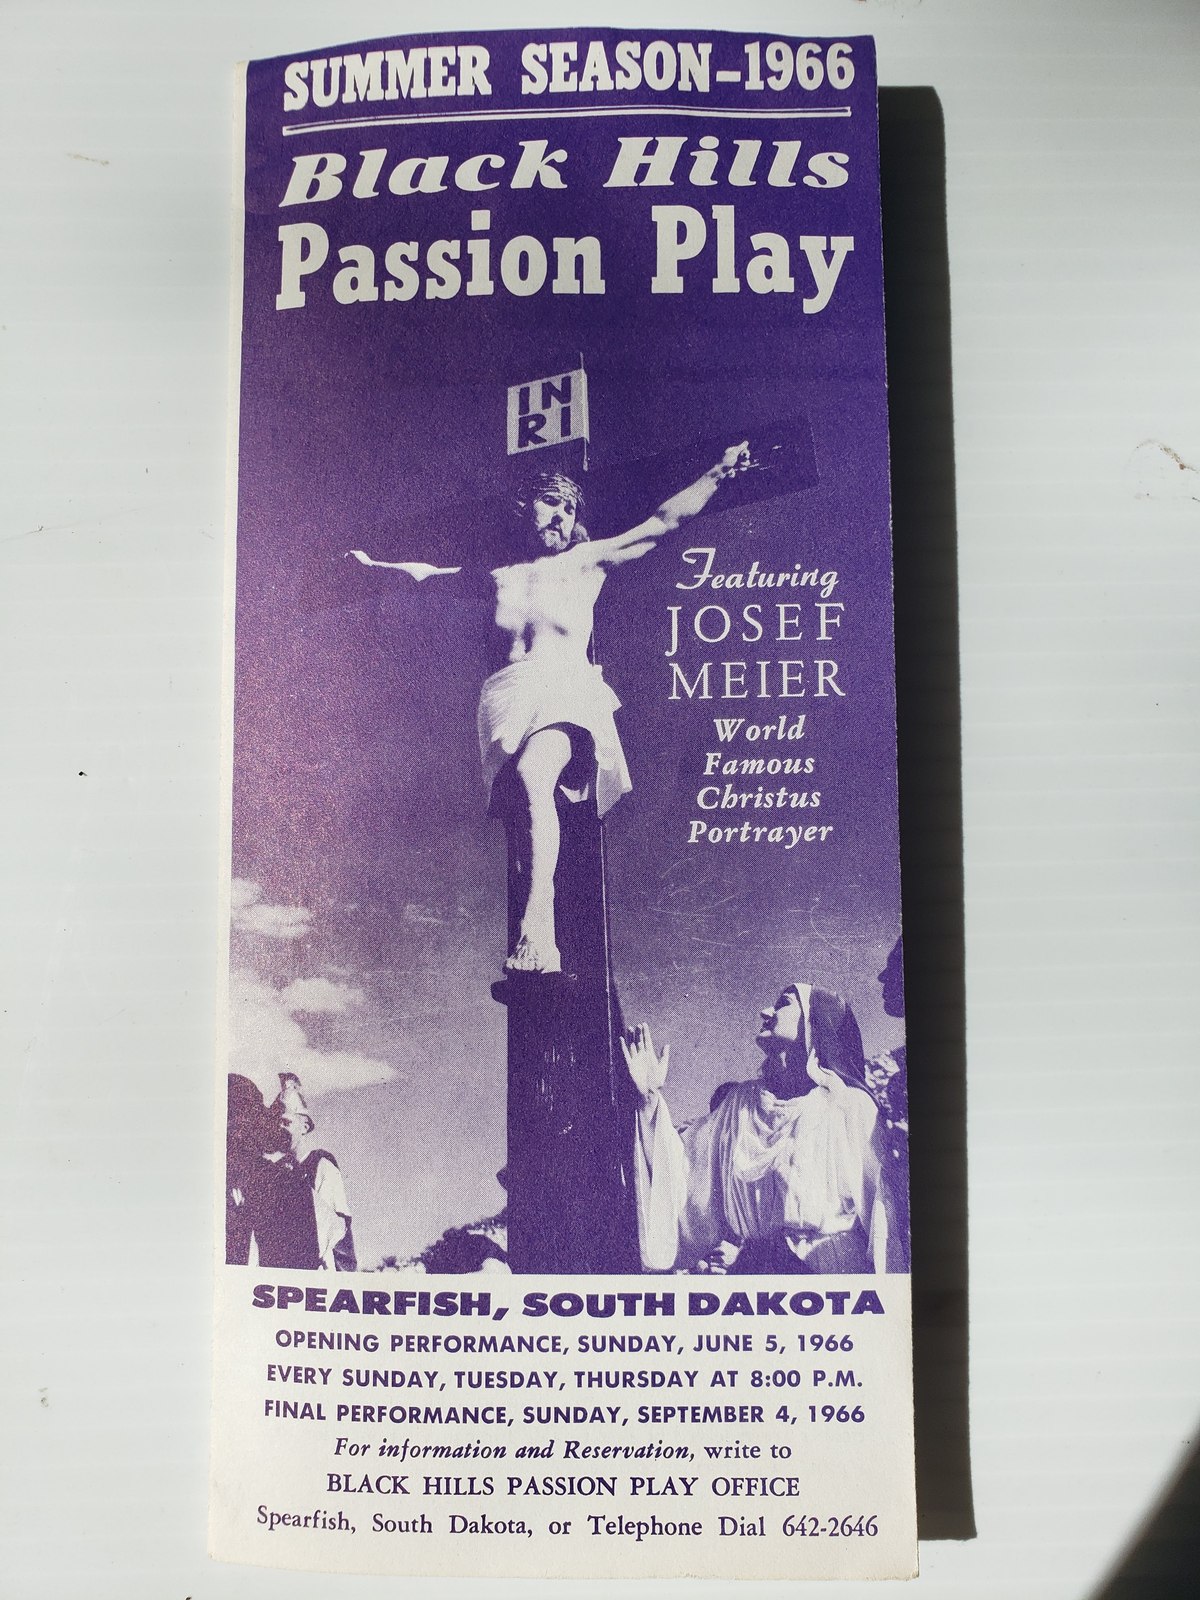 SUMMER SEASON-1966
Black Hills
Passion Play
IN
RI
Featuring
JOSEF
MEIER
World
Famous
Christus
Portrayer
SPEARFISH, SOUTH DAKOTA
OPENING PERFORMANCE, SUNDAY, JUNE 5, 1966
EVERY SUNDAY, TUESDAY, THURSDAY AT 8:00 P.M.
FINAL PERFORMANCE, SUNDAY, SEPTEMBER 4, 1966
For information and Reservation, write to
BLACK HILLS PASSION PLAY OFFICE
Spearfish, South Dakota, or Telephone Dial 642-2646